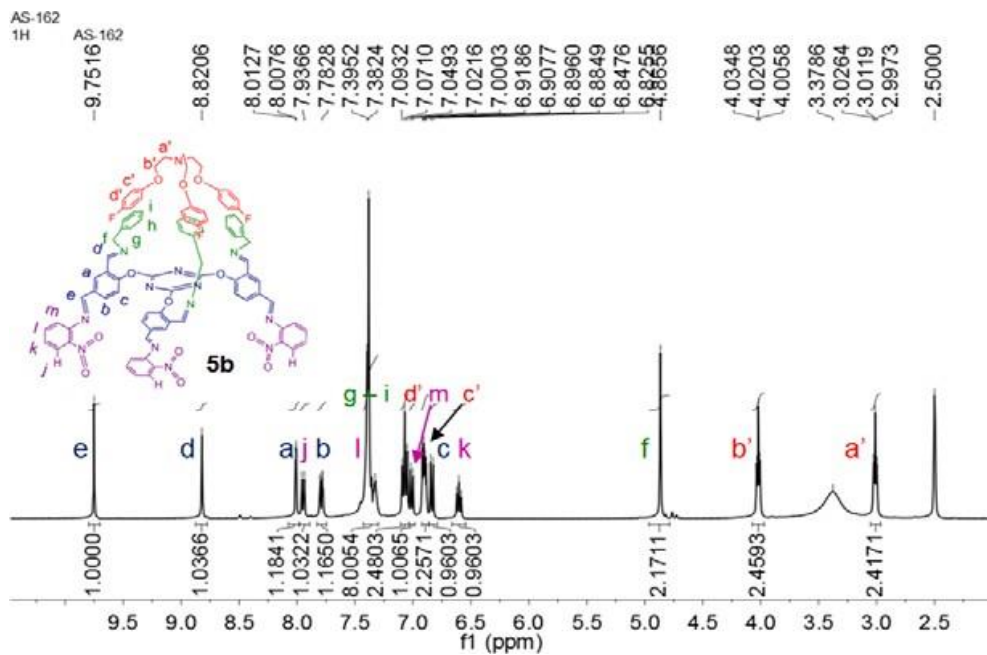 AS-162
1H AS-162
9.7516
8.8206
8.0127
8.0076
7.9366
7.7828
7.3952
7.3824
7.0932
7.0710
7.0493
7.0216
7.0003
6.9186
6.9077
6.8960
6.8849
6.8476
6.8255
4.8656
4.0348
4.0203
4.0058
3.3786
3.0264
3.0119
2.9973
2.5000
a'
b' N
c' O O O
d'
F F
i
h
f g
N N N
d
a O N O
N N
e c O
b N
m N N
l
k N O O N
j H O N O O N O
H O H O
5b
g – i d' m c'
e d a j b l c k f b' a'
1.0000
1.0366
1.1841
1.0322
1.1650
8.0054
2.4803
1.0065
2.2571
0.9603
0.9603
2.1711
2.4593
2.4171
9.5 9.0 8.5 8.0 7.5 7.0 6.5 6.0 5.5 5.0 4.5 4.0 3.5 3.0 2.5
f1 (ppm)